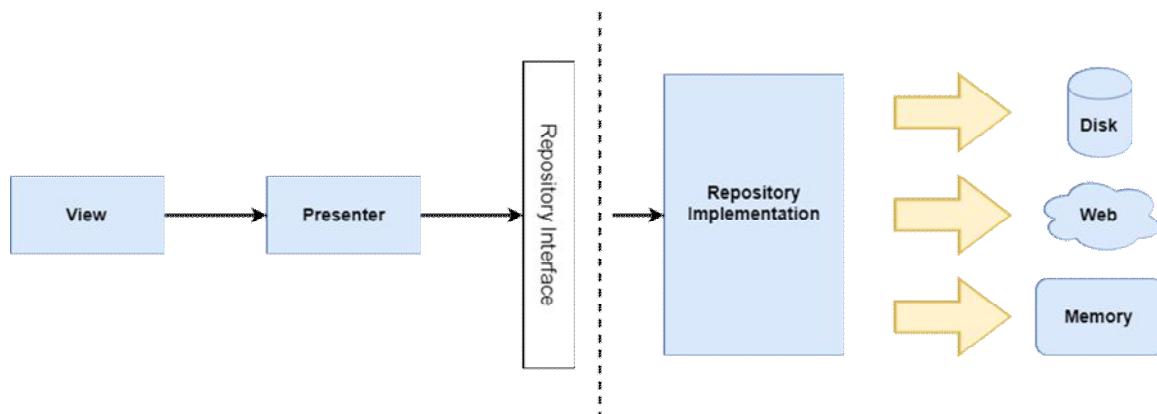 View
Presenter
Repository Interface
Repository
Implementation
Disk
Web
Memory